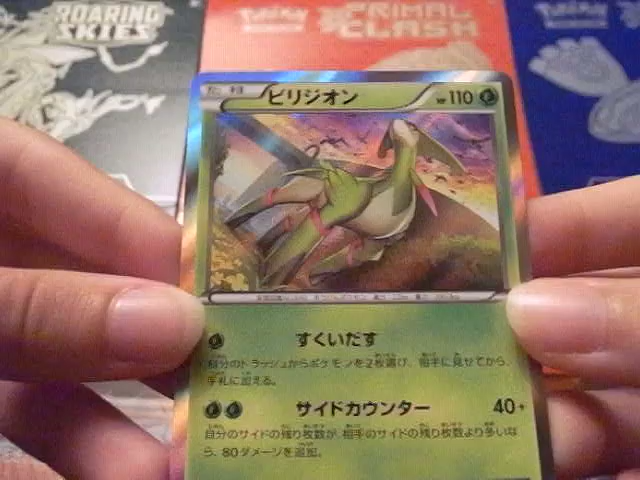 ROARING
SKIES
Pokémon
PRIMAL
CLASH
Pokémon
たね
ビリジオン
HP110
すくいだす
自分のトラッシュからポケモンを2枚選び、相手に見せてから、
手札に加える。
サイドカウンター 40+
自分のサイドの残り枚数が、相手のサイドの残り枚数より多いな
ら、80ダメージを追加。